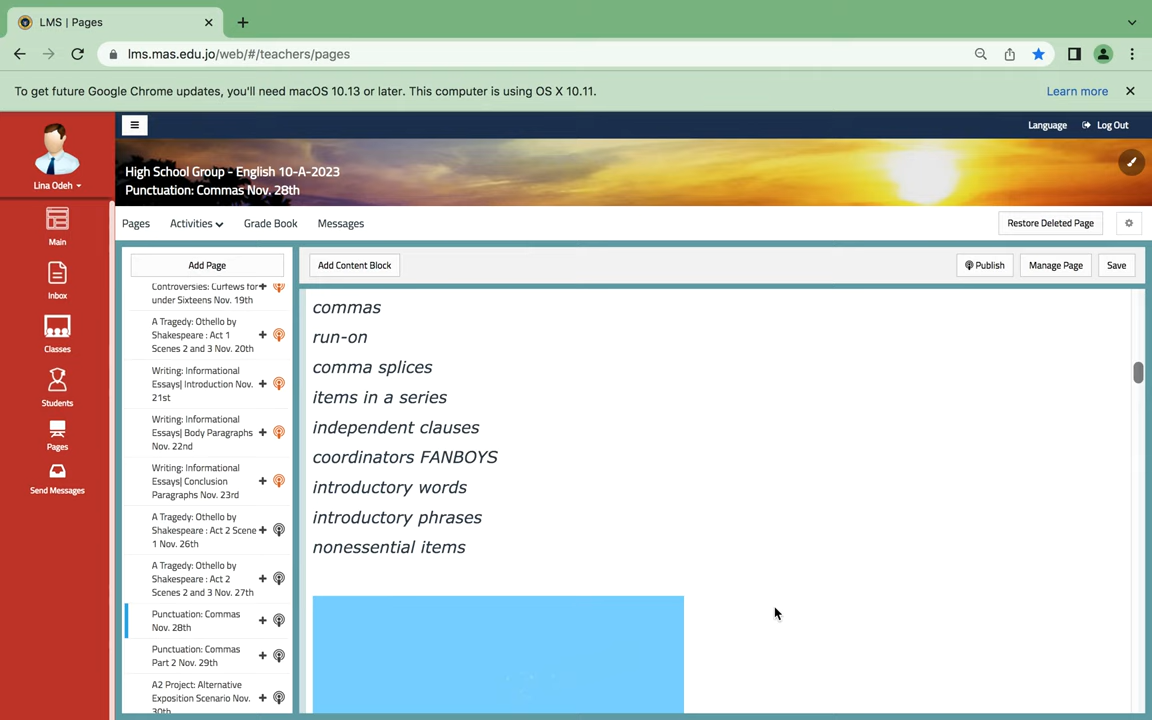 LMS | Pages
lms.mas.edu.jo/web/#/teachers/pages
To get future Google Chrome updates, you'll need macOS 10.13 or later. This computer is using OS X 10.11.
Learn more
Language
Log Out
High School Group - English 10-A-2023
Punctuation: Commas Nov. 28th
Lina Odeh
Pages
Activities
Grade Book
Messages
Restore Deleted Page
Main
Inbox
Classes
Students
Pages
Send Messages
Add Page
Add Content Block
Publish
Manage Page
Save
Controversies: Curfews for
under Sixteens Nov. 19th
A Tragedy: Othello by
Shakespeare : Act 1
Scenes 2 and 3 Nov. 20th
Writing: Informational
Essays| Introduction Nov.
21st
Writing: Informational
Essays| Body Paragraphs
Nov. 22nd
Writing: Informational
Essays| Conclusion
Paragraphs Nov. 23rd
A Tragedy: Othello by
Shakespeare : Act 2 Scene
1 Nov. 26th
A Tragedy: Othello by
Shakespeare : Act 2
Scenes 2 and 3 Nov. 27th
Punctuation: Commas
Nov. 28th
Punctuation: Commas
Part 2 Nov. 29th
A2 Project: Alternative
Exposition Scenario Nov.
30th
commas
run-on
comma splices
items in a series
independent clauses
coordinators FANBOYS
introductory words
introductory phrases
nonessential items